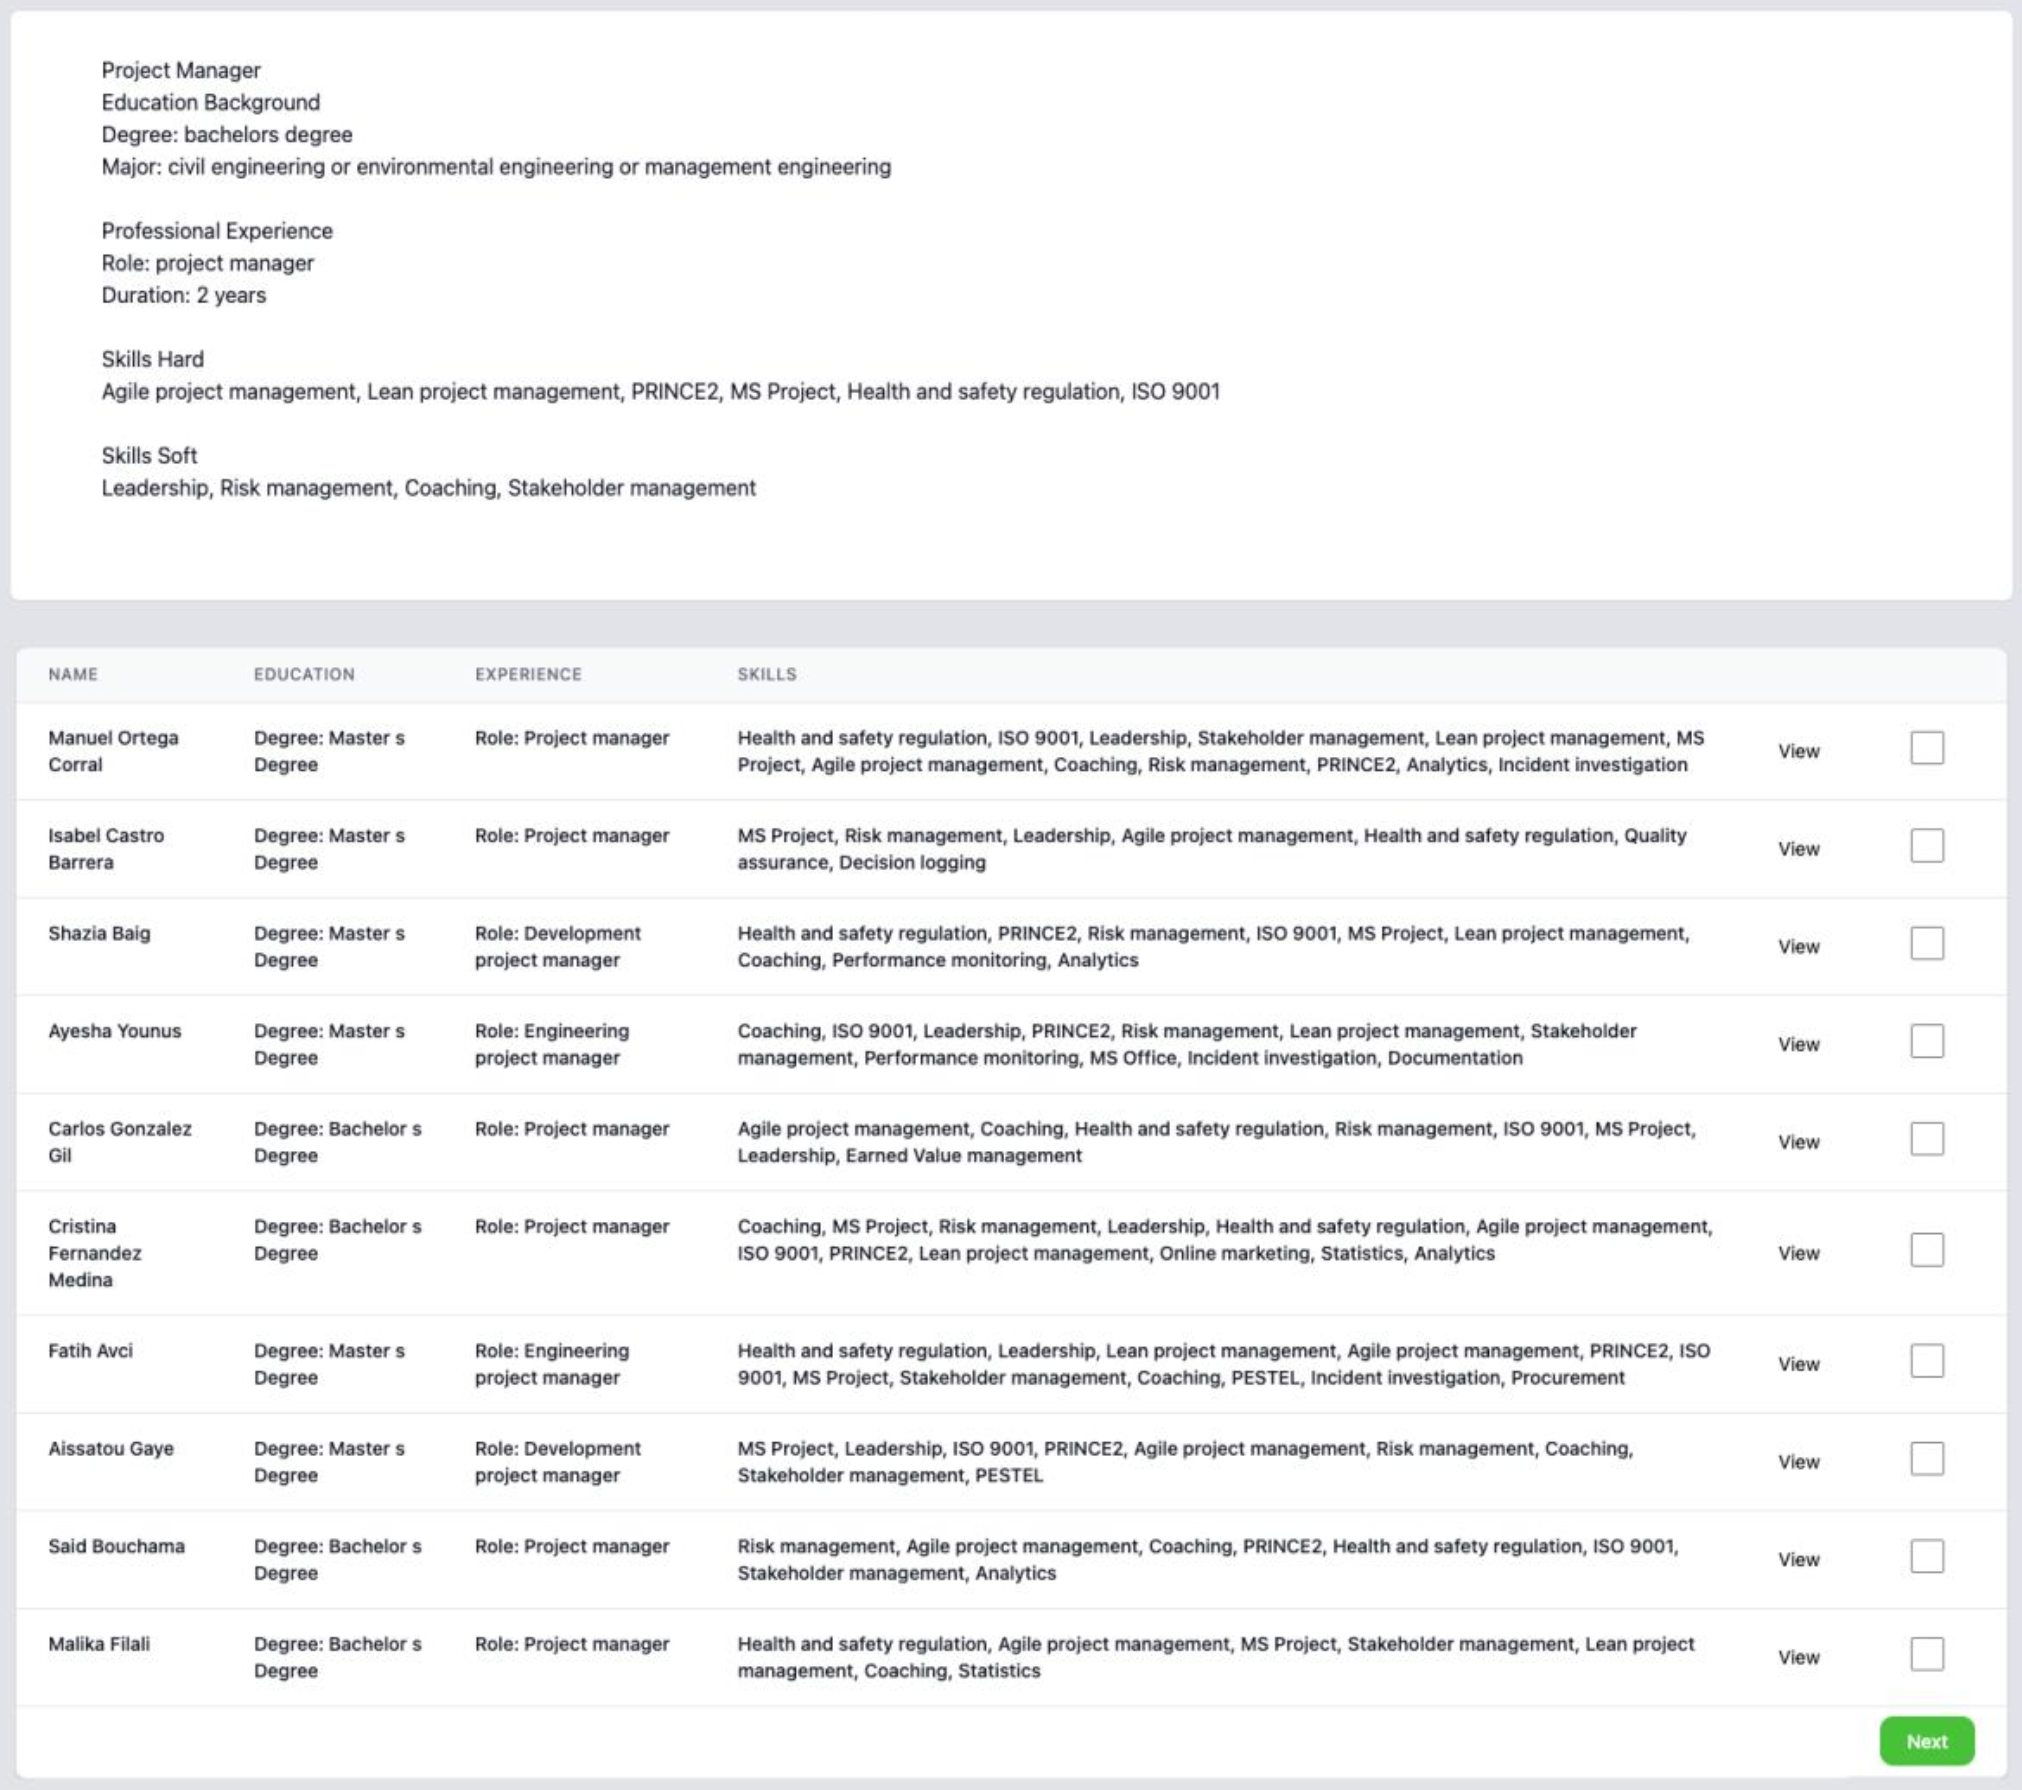 Project Manager
Education Background
Degree: bachelors degree
Major: civil engineering or environmental engineering or management engineering
Professional Experience
Role: project manager
Duration: 2 years
Skills Hard
Agile project management, Lean project management, PRINCE2, MS Project, Health and safety regulation, ISO 9001
Skills Soft
Leadership, Risk management, Coaching, Stakeholder management
NAME EDUCATION EXPERIENCE SKILLS
Manuel Ortega Degree: Master s Role: Project manager Health and safety regulation, ISO 9001, Leadership, Stakeholder management, Lean project management, MS
Corral Degree Project, Agile project management, Coaching, Risk management, PRINCE2, Analytics, Incident investigation
View
Isabel Castro Degree: Master s Role: Project manager MS Project, Risk management, Leadership, Agile project management, Health and safety regulation, Quality
Barrera Degree assurance, Decision logging
View
Shazia Baig Degree: Master s Role: Development Health and safety regulation, PRINCE2, Risk management, ISO 9001, MS Project, Lean project management,
Degree project manager Coaching, Performance monitoring, Analytics
View
Ayesha Younus Degree: Master s Role: Engineering Coaching, ISO 9001, Leadership, PRINCE2, Risk management, Lean project management, Stakeholder
Degree project manager management, Performance monitoring, MS Office, Incident investigation, Documentation
View
Carlos Gonzalez Degree: Bachelor s Role: Project manager Agile project management, Coaching, Health and safety regulation, Risk management, ISO 9001, MS Project,
Gil Degree Leadership, Earned Value management
View
Cristina Degree: Bachelor s Role: Project manager Coaching, MS Project, Risk management, Leadership, Health and safety regulation, Agile project management,
Fernandez Degree ISO 9001, PRINCE2, Lean project management, Online marketing, Statistics, Analytics
Medina
View
Fatih Avci Degree: Master s Role: Engineering Health and safety regulation, Leadership, Lean project management, Agile project management, PRINCE2, ISO
Degree project manager 9001, MS Project, Stakeholder management, Coaching, PESTEL, Incident investigation, Procurement
View
Aissatou Gaye Degree: Master s Role: Development MS Project, Leadership, ISO 9001, PRINCE2, Agile project management, Risk management, Coaching,
Degree project manager Stakeholder management, PESTEL
View
Said Bouchama Degree: Bachelor s Role: Project manager Risk management, Agile project management, Coaching, PRINCE2, Health and safety regulation, ISO 9001,
Degree Stakeholder management, Analytics
View
Malika Filali Degree: Bachelor s Role: Project manager Health and safety regulation, Agile project management, MS Project, Stakeholder management, Lean project
Degree management, Coaching, Statistics
View
Next